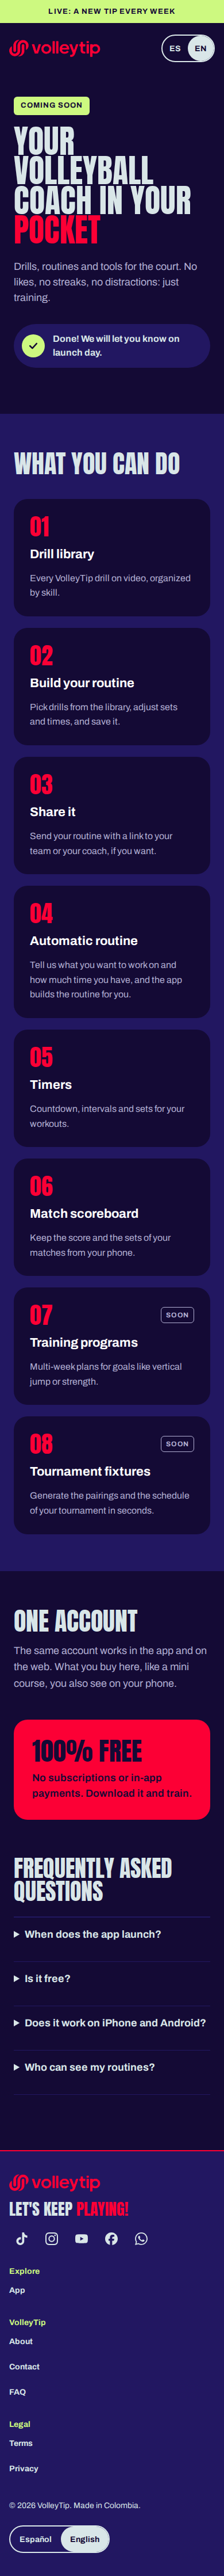 LIVE: A NEW TIP EVERY WEEK
volleytip
ES EN
COMING SOON
YOUR
VOLLEYBALL
COACH IN YOUR
POCKET
Drills, routines and tools for the court. No
likes, no streaks, no distractions: just
training.
Done! We will let you know on
launch day.
WHAT YOU CAN DO
01
Drill library
Every VolleyTip drill on video, organized
by skill.
02
Build your routine
Pick drills from the library, adjust sets
and times, and save it.
03
Share it
Send your routine with a link to your
team or your coach, if you want.
04
Automatic routine
Tell us what you want to work on and
how much time you have, and the app
builds the routine for you.
05
Timers
Countdown, intervals and sets for your
workouts.
06
Match scoreboard
Keep the score and the sets of your
matches from your phone.
07
SOON
Training programs
Multi-week plans for goals like vertical
jump or strength.
08
SOON
Tournament fixtures
Generate the pairings and the schedule
of your tournament in seconds.
ONE ACCOUNT
The same account works in the app and on
the web. What you buy here, like a mini
course, you also see on your phone.
100% FREE
No subscriptions or in-app
payments. Download it and train.
FREQUENTLY ASKED
QUESTIONS
When does the app launch?
Is it free?
Does it work on iPhone and Android?
Who can see my routines?
volleytip
LET'S KEEP PLAYING!
Explore
App
VolleyTip
About
Contact
FAQ
Legal
Terms
Privacy
© 2026 VolleyTip. Made in Colombia.
Español English